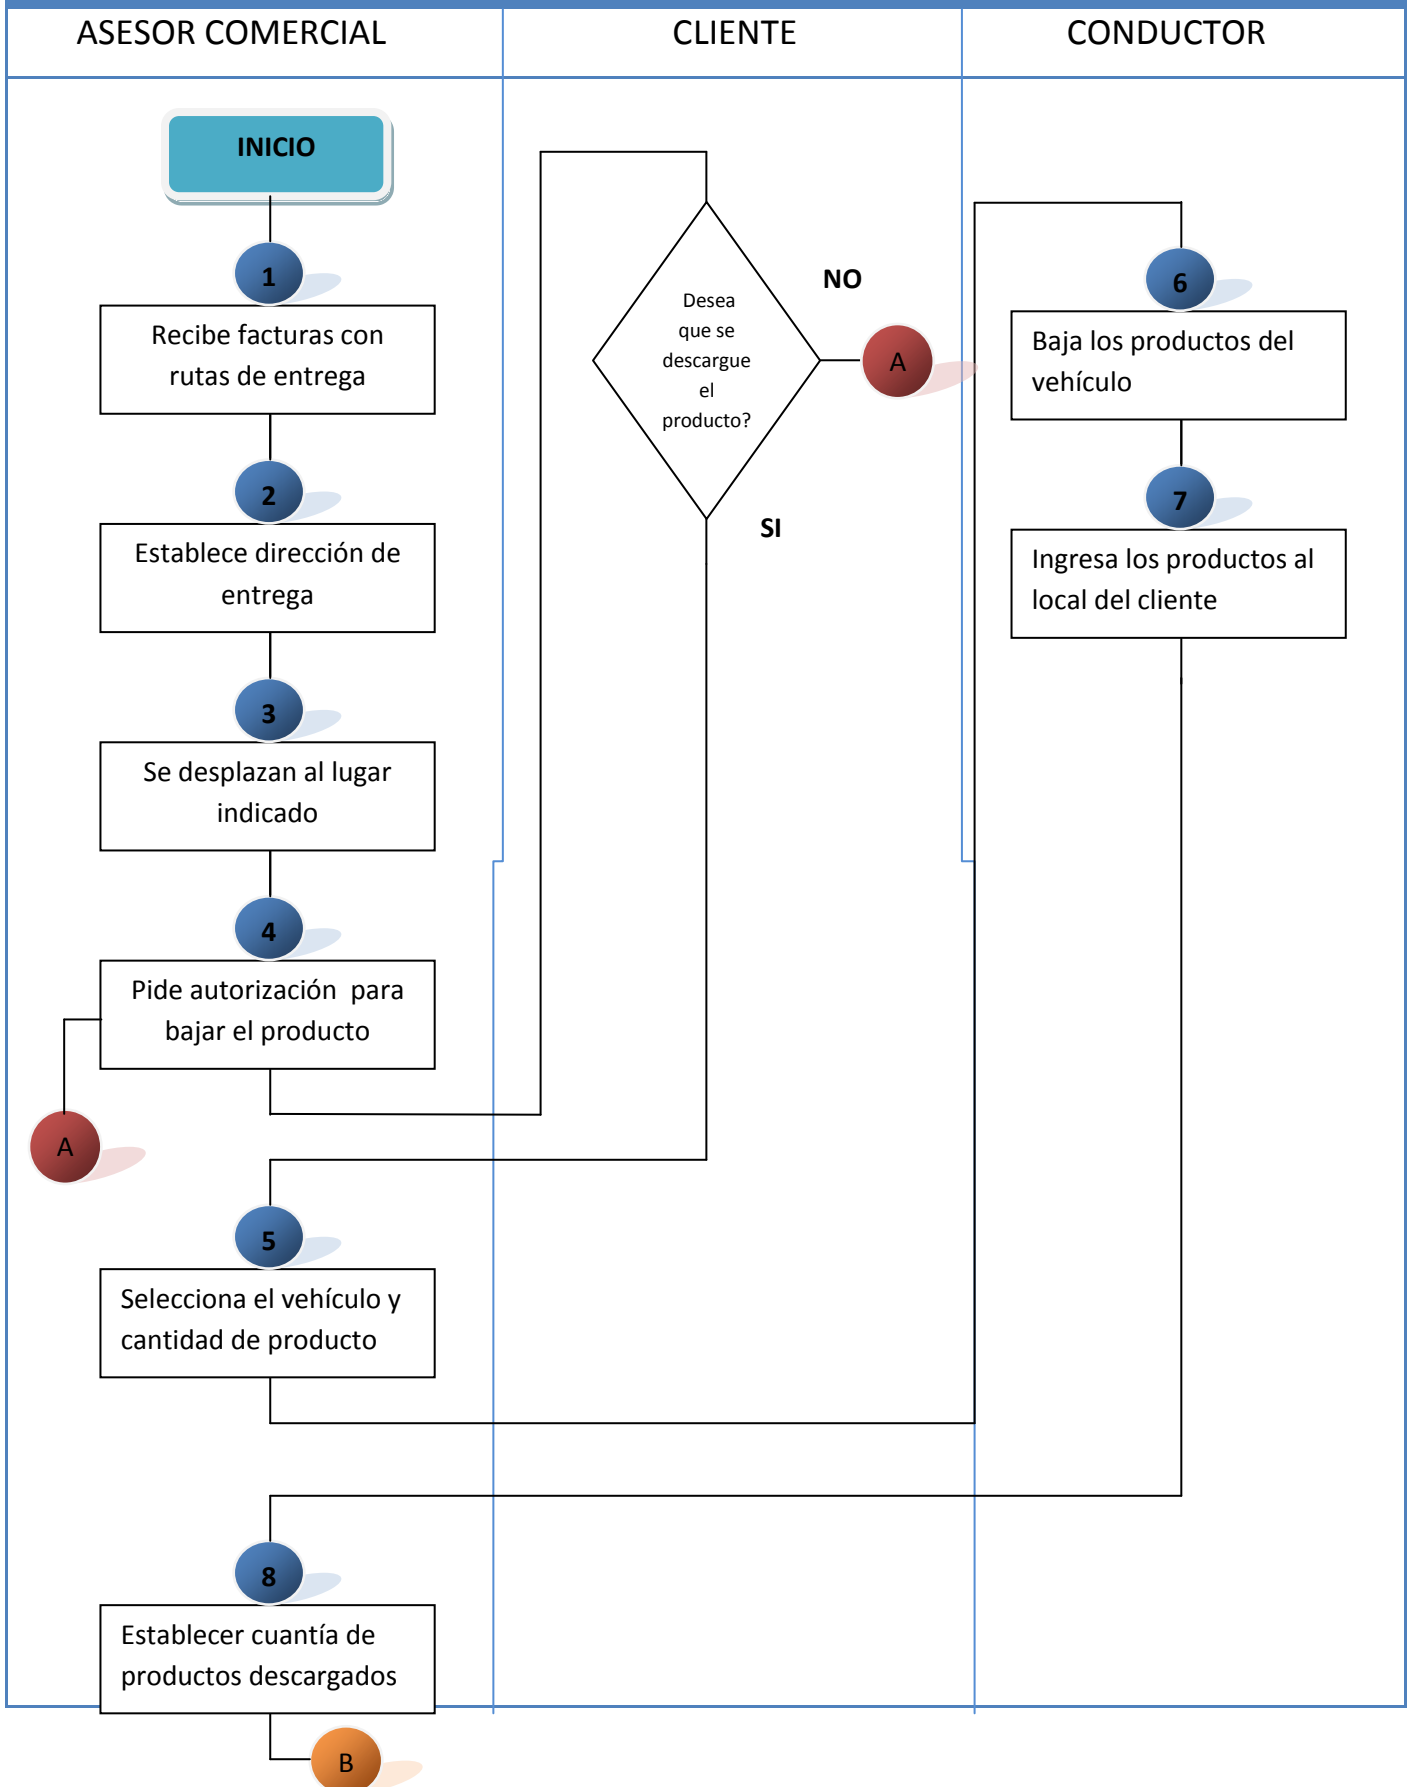 ASESOR COMERCIAL
CLIENTE
CONDUCTOR
INICIO
1
Recibe facturas con
rutas de entrega
2
Establece dirección de
entrega
3
Se desplazan al lugar
indicado
4
Pide autorización para
bajar el producto
A
Desea
que se
descargue
el
producto?
NO
A
SI
5
Selecciona el vehículo y
cantidad de producto
6
Baja los productos del
vehículo
7
Ingresa los productos al
local del cliente
8
Establecer cuantía de
productos descargados
B